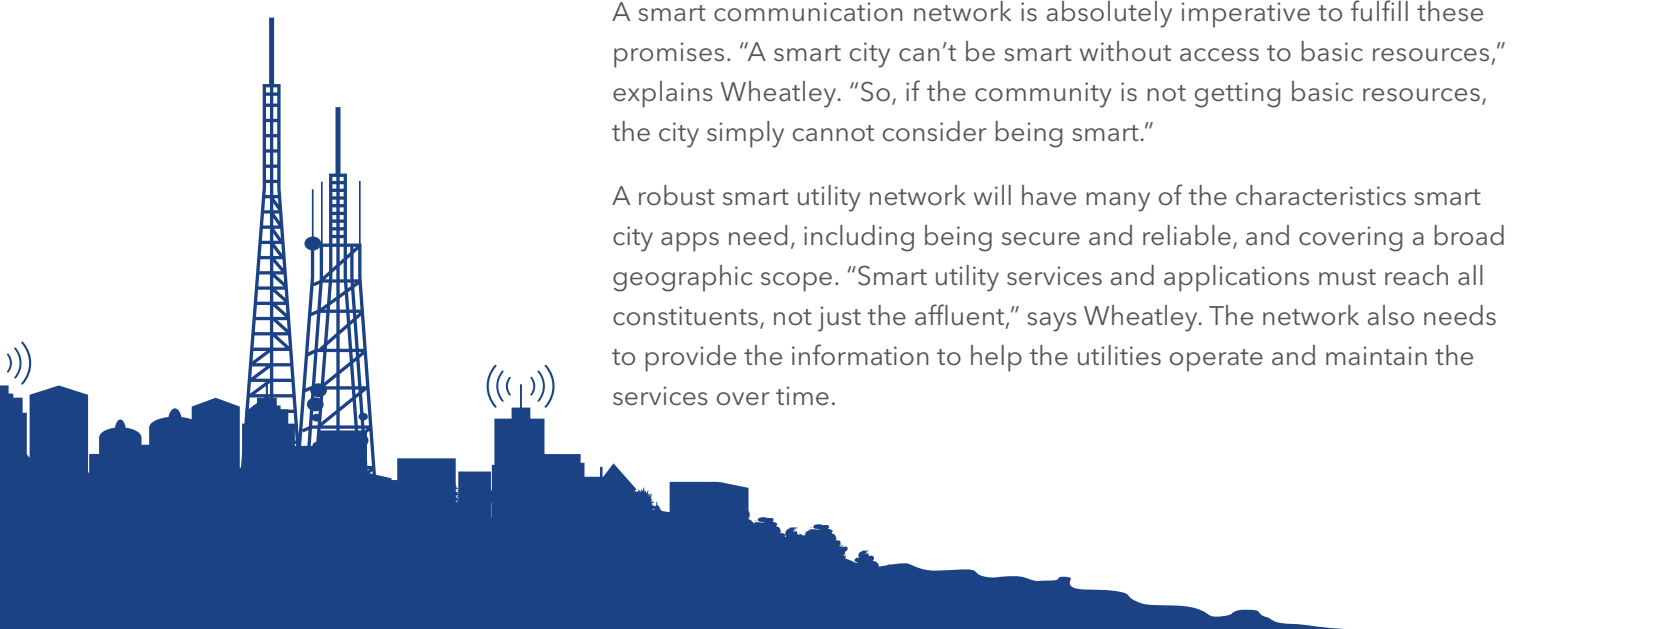 A smart communication network is absolutely imperative to fulfill these
promises. “A smart city can’t be smart without access to basic resources,”
explains Wheatley. “So, if the community is not getting basic resources,
the city simply cannot consider being smart.”
A robust smart utility network will have many of the characteristics smart
city apps need, including being secure and reliable, and covering a broad
geographic scope. “Smart utility services and applications must reach all
constituents, not just the affluent,” says Wheatley. The network also needs
to provide the information to help the utilities operate and maintain the
services over time.